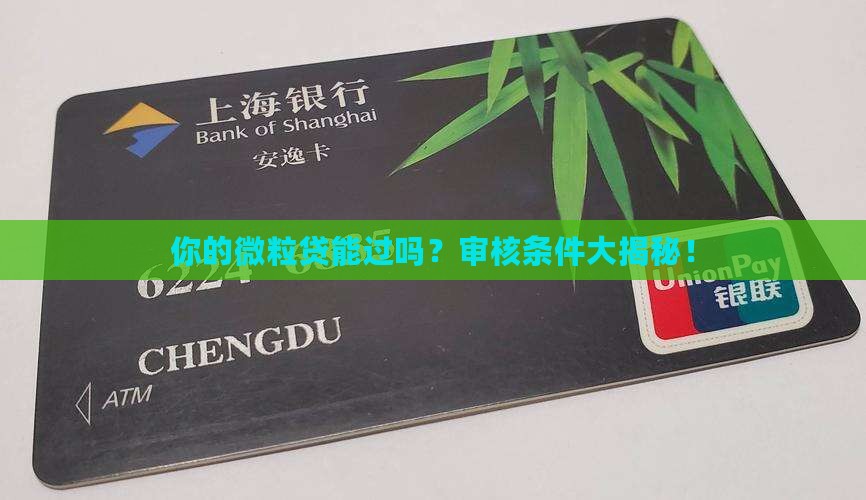 上海银行
Bank of Shanghai
安逸卡
你的微粒贷能过吗？审核条件大揭秘！
6224
UnionPay
银联
CHENGDU
ATM